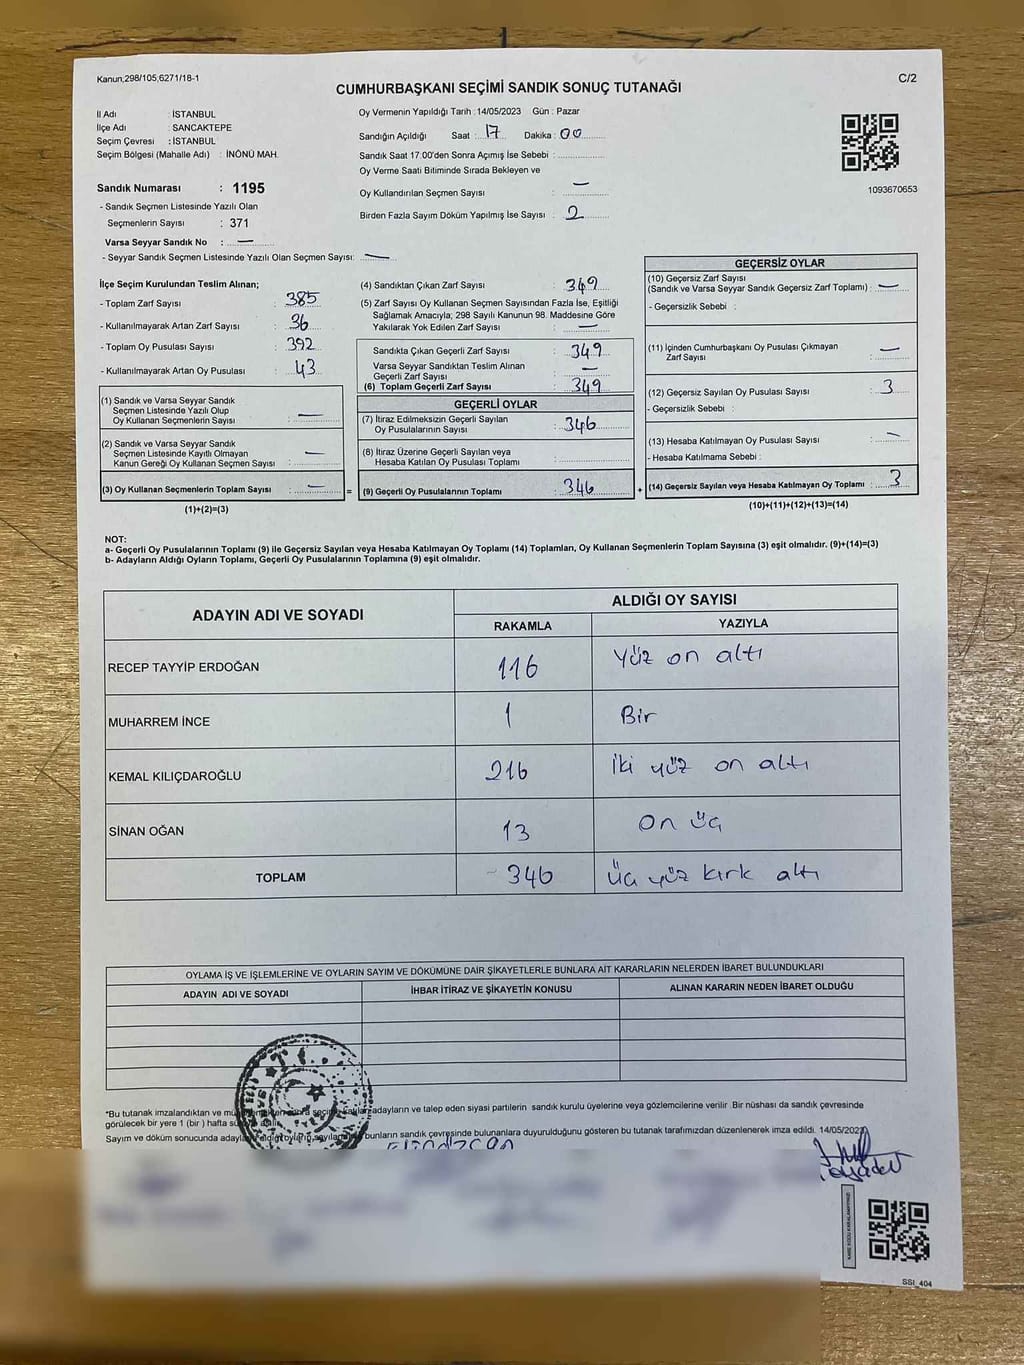 Kanun;298/105,6271/18-1
C/2
CUMHURBAŞKANI SEÇİMİ SANDIK SONUÇ TUTANAĞI
İl Adı : İSTANBUL
İlçe Adı : SANCAKTEPE
Seçim Çevresi : İSTANBUL
Seçim Bölgesi (Mahalle Adı) : İNÖNÜ MAH.
Sandık Numarası : 1195
- Sandık Seçmen Listesinde Yazılı Olan
Seçmenlerin Sayısı : 371
Varsa Seyyar Sandık No : —
- Seyyar Sandık Seçmen Listesinde Yazılı Olan Seçmen Sayısı: —
Oy Vermenin Yapıldığı Tarih : 14/05/2023 Gün : Pazar
Sandığın Açıldığı Saat : 17 Dakika : 00
Sandık Saat 17:00'den Sonra Açımış İse Sebebi :
Oy Verme Saati Bitiminde Sırada Bekleyen ve
Oy Kullandırılan Seçmen Sayısı : —
Birden Fazla Sayım Döküm Yapılmış İse Sayısı : 2
1093670653
İlçe Seçim Kurulundan Teslim Alınan;
- Toplam Zarf Sayısı : 385
- Kullanılmayarak Artan Zarf Sayısı : 36
- Toplam Oy Pusulası Sayısı : 392
- Kullanılmayarak Artan Oy Pusulası : 43
(1) Sandık ve Varsa Seyyar Sandık
Seçmen Listesinde Yazılı Olup
Oy Kullanan Seçmenlerin Sayısı : —
(2) Sandık ve Varsa Seyyar Sandık
Seçmen Listesinde Kayıtlı Olmayan
Kanun Gereği Oy Kullanan Seçmen Sayısı : —
(3) Oy Kullanan Seçmenlerin Toplam Sayısı : —
(1)+(2)=(3)
(4) Sandıktan Çıkan Zarf Sayısı : 349
(5) Zarf Sayısı Oy Kullanan Seçmen Sayısından Fazla İse, Eşitliği
Sağlamak Amacıyla; 298 Sayılı Kanunun 98. Maddesine Göre
Yakılarak Yok Edilen Zarf Sayısı : —
Sandıkta Çıkan Geçerli Zarf Sayısı : 349
Varsa Seyyar Sandıktan Teslim Alınan
Geçerli Zarf Sayısı : —
(6) Toplam Geçerli Zarf Sayısı : 349
GEÇERLİ OYLAR
(7) İtiraz Edilmeksizin Geçerli Sayılan
Oy Pusulalarının Sayısı : 346
(8) İtiraz Üzerine Geçerli Sayılan veya
Hesaba Katılan Oy Pusulası Toplamı :
= (9) Geçerli Oy Pusulalarının Toplamı : 346 +
GEÇERSİZ OYLAR
(10) Geçersiz Zarf Sayısı
(Sandık ve Varsa Seyyar Sandık Geçersiz Zarf Toplamı) : —
- Geçersizlik Sebebi :
(11) İçinden Cumhurbaşkanı Oy Pusulası Çıkmayan
Zarf Sayısı : —
(12) Geçersiz Sayılan Oy Pusulası Sayısı : 3
- Geçersizlik Sebebi :
(13) Hesaba Katılmayan Oy Pusulası Sayısı : —
- Hesaba Katılmama Sebebi :
(14) Geçersiz Sayılan veya Hesaba Katılmayan Oy Toplamı : 3
(10)+(11)+(12)+(13)=(14)
NOT:
a- Geçerli Oy Pusulalarının Toplamı (9) ile Geçersiz Sayılan veya Hesaba Katılmayan Oy Toplamı (14) Toplamları, Oy Kullanan Seçmenlerin Toplam Sayısına (3) eşit olmalıdır. (9)+(14)=(3)
b- Adayların Aldığı Oyların Toplamı, Geçerli Oy Pusulalarının Toplamına (9) eşit olmalıdır.
ADAYIN ADI VE SOYADI
ALDIĞI OY SAYISI
RAKAMLA YAZIYLA
RECEP TAYYİP ERDOĞAN 116 Yüz on altı
MUHARREM İNCE 1 Bir
KEMAL KILIÇDAROĞLU 216 iki yüz on altı
SİNAN OĞAN 13 On üç
TOPLAM 346 üç yüz kırk altı
OYLAMA İŞ VE İŞLEMLERİNE VE OYLARIN SAYIM VE DÖKÜMÜNE DAİR ŞİKAYETLERLE BUNLARA AİT KARARLARIN NELERDEN İBARET BULUNDUKLARI
ADAYIN ADI VE SOYADI İHBAR İTİRAZ VE ŞİKAYETİN KONUSU ALINAN KARARIN NEDEN İBARET OLDUĞU
T.C.
*Bu tutanak imzalandıktan ve seçime katılan adayların ve talep eden siyasi partilerin sandık kurulu üyelerine veya gözlemcilerine verilir. Bir nüshası da sandık çevresinde
görülecek bir yere 1 (bir) hafta
Sayım ve döküm sonucunda bunların sandık çevresinde bulunanlara duyurulduğunu gösteren bu tutanak tarafımızdan düzenlenerek imza edildi. 14/05/2023
SSI_404